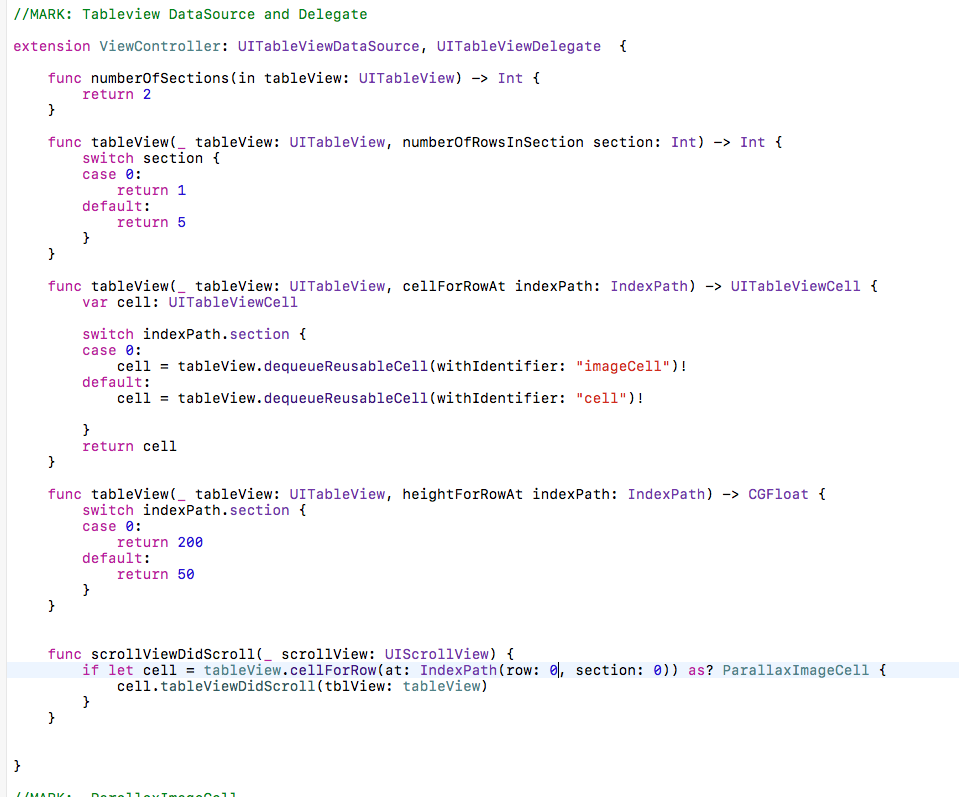 //MARK: Tableview DataSource and Delegate
extension ViewController: UITableViewDataSource, UITableViewDelegate  {
    func numberOfSections(in tableView: UITableView) -> Int {
        return 2
    }
    func tableView(_ tableView: UITableView, numberOfRowsInSection section: Int) -> Int {
        switch section {
        case 0:
            return 1
        default:
            return 5
        }
    }
    func tableView(_ tableView: UITableView, cellForRowAt indexPath: IndexPath) -> UITableViewCell {
        var cell: UITableViewCell
        switch indexPath.section {
        case 0:
            cell = tableView.dequeueReusableCell(withIdentifier: "imageCell")!
        default:
            cell = tableView.dequeueReusableCell(withIdentifier: "cell")!
        }
        return cell
    }
    func tableView(_ tableView: UITableView, heightForRowAt indexPath: IndexPath) -> CGFloat {
        switch indexPath.section {
        case 0:
            return 200
        default:
            return 50
        }
    }
    func scrollViewDidScroll(_ scrollView: UIScrollView) {
        if let cell = tableView.cellForRow(at: IndexPath(row: 0, section: 0)) as? ParallaxImageCell {
            cell.tableViewDidScroll(tblView: tableView)
        }
    }
}
//MARK:  ParallaxImageCell